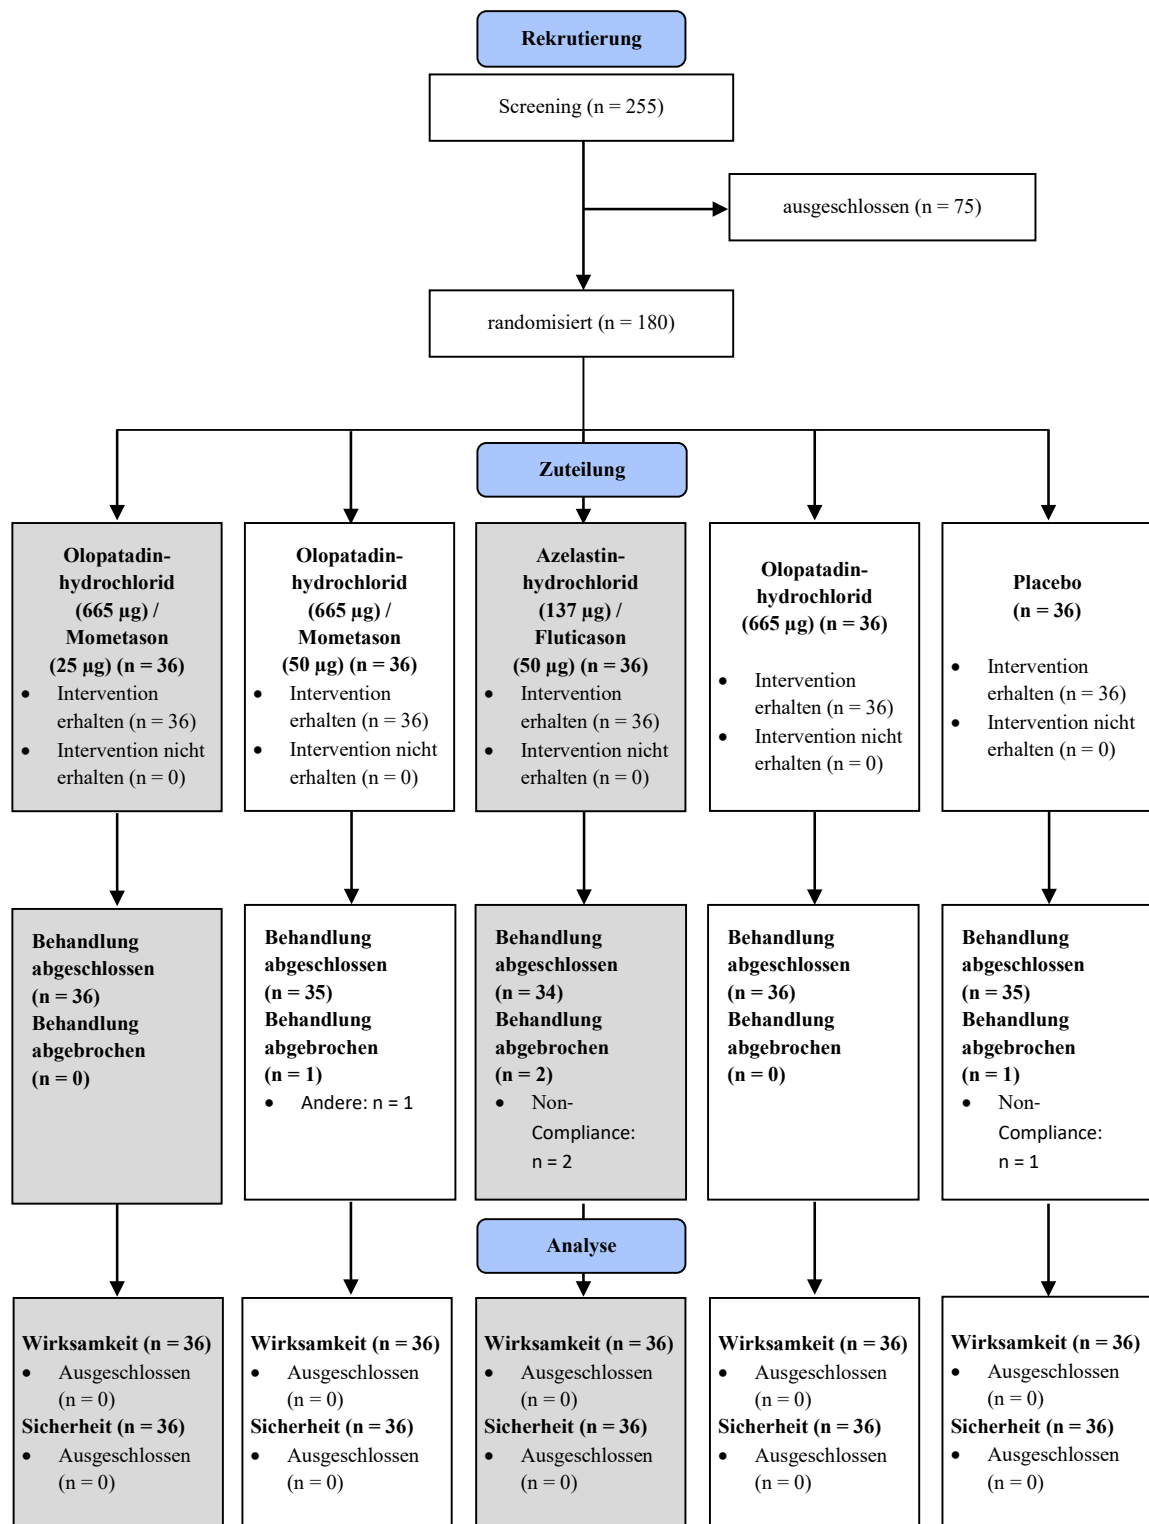 Rekrutierung
Screening (n = 255)
ausgeschlossen (n = 75)
randomisiert (n = 180)
Zuteilung
Olopatadin-
hydrochlorid
(665 µg) /
Mometason
(25 µg) (n = 36)
• Intervention
erhalten (n = 36)
• Intervention nicht
erhalten (n = 0)
Olopatadin-
hydrochlorid
(665 µg) /
Mometason
(50 µg) (n = 36)
• Intervention
erhalten (n = 36)
• Intervention nicht
erhalten (n = 0)
Azelastin-
hydrochlorid
(137 µg) /
Fluticason
(50 µg) (n = 36)
• Intervention
erhalten (n = 36)
• Intervention nicht
erhalten (n = 0)
Olopatadin-
hydrochlorid
(665 µg) (n = 36)
• Intervention
erhalten (n = 36)
• Intervention nicht
erhalten (n = 0)
Placebo
(n = 36)
• Intervention
erhalten (n = 36)
• Intervention nicht
erhalten (n = 0)
Behandlung
abgeschlossen
(n = 36)
Behandlung
abgebrochen
(n = 0)
Behandlung
abgeschlossen
(n = 35)
Behandlung
abgebrochen
(n = 1)
• Andere: n = 1
Behandlung
abgeschlossen
(n = 34)
Behandlung
abgebrochen
(n = 2)
• Non-
Compliance:
n = 2
Behandlung
abgeschlossen
(n = 36)
Behandlung
abgebrochen
(n = 0)
Behandlung
abgeschlossen
(n = 35)
Behandlung
abgebrochen
(n = 1)
• Non-
Compliance:
n = 1
Analyse
Wirksamkeit (n = 36)
• Ausgeschlossen
(n = 0)
Sicherheit (n = 36)
• Ausgeschlossen
(n = 0)
Wirksamkeit (n = 36)
• Ausgeschlossen
(n = 0)
Sicherheit (n = 36)
• Ausgeschlossen
(n = 0)
Wirksamkeit (n = 36)
• Ausgeschlossen
(n = 0)
Sicherheit (n = 36)
• Ausgeschlossen
(n = 0)
Wirksamkeit (n = 36)
• Ausgeschlossen
(n = 0)
Sicherheit (n = 36)
• Ausgeschlossen
(n = 0)
Wirksamkeit (n = 36)
• Ausgeschlossen
(n = 0)
Sicherheit (n = 36)
• Ausgeschlossen
(n = 0)